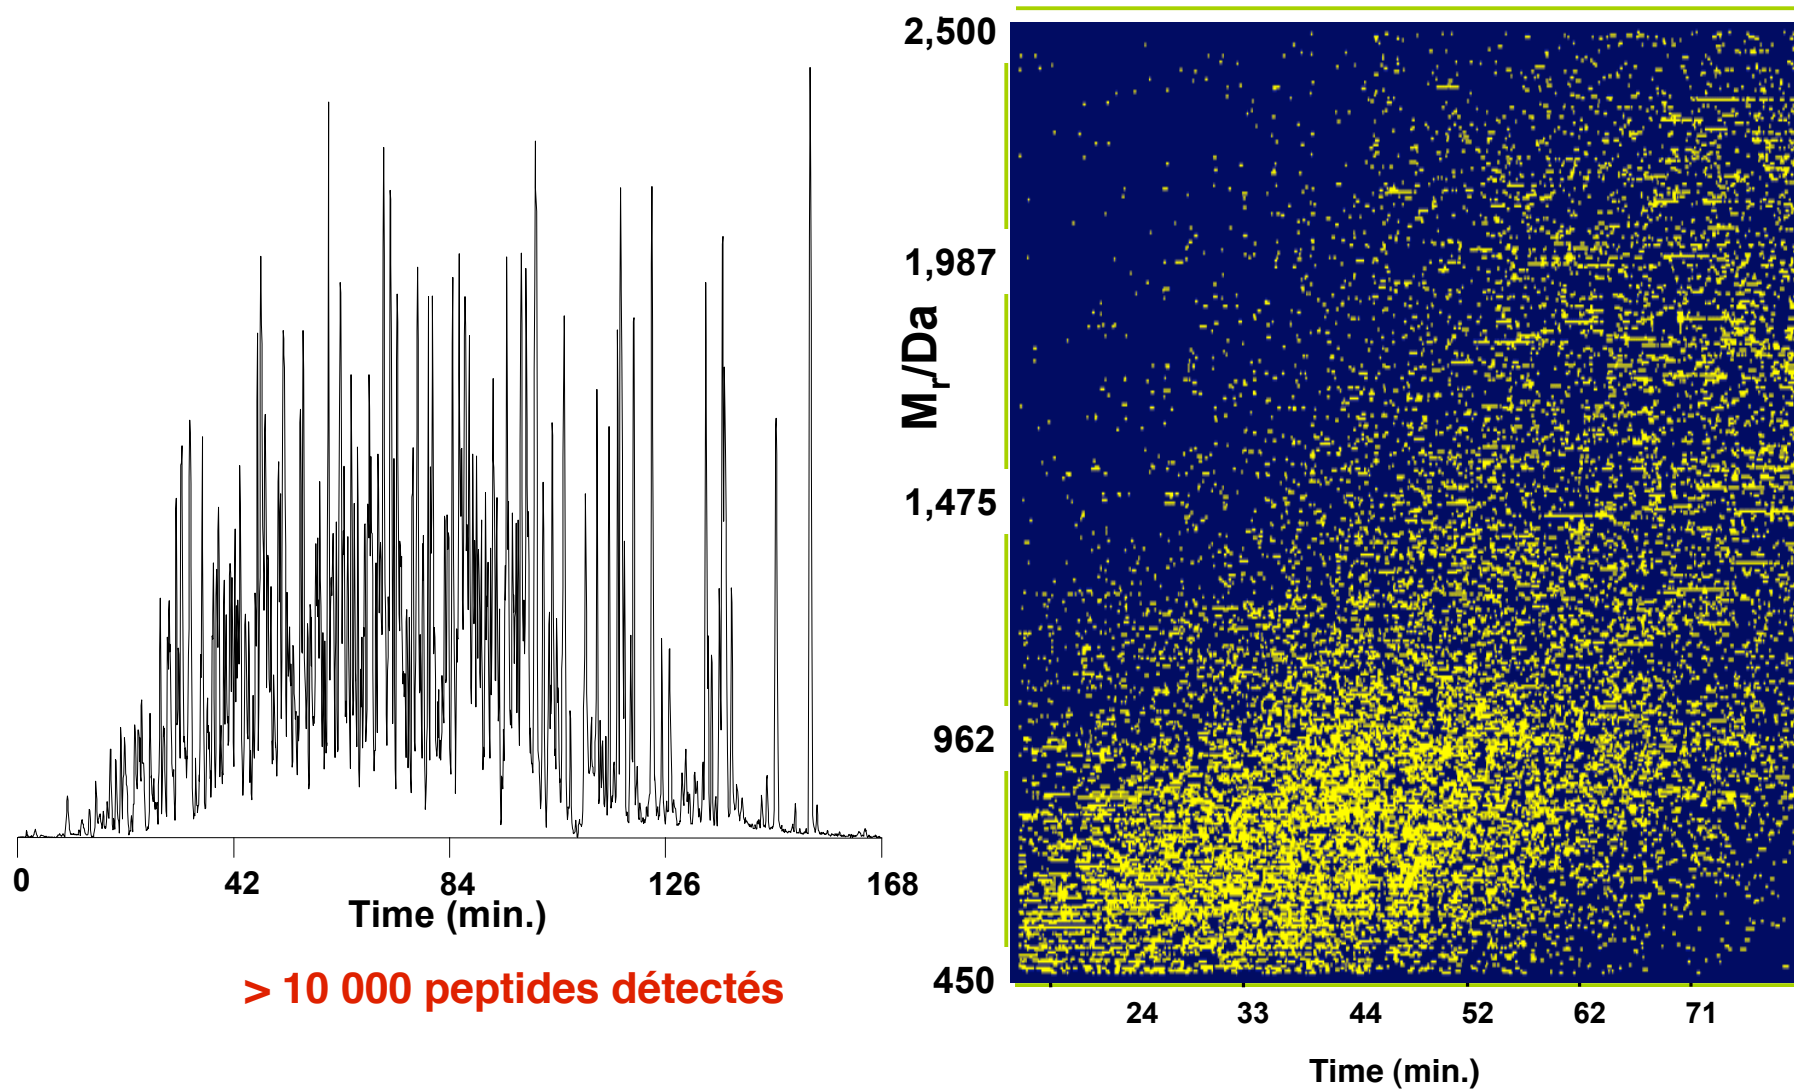 0 42 84 126 168
Time (min.)
> 10 000 peptides détectés
2,500
1,987
1,475
962
450
Mr/Da
24 33 44 52 62 71
Time (min.)